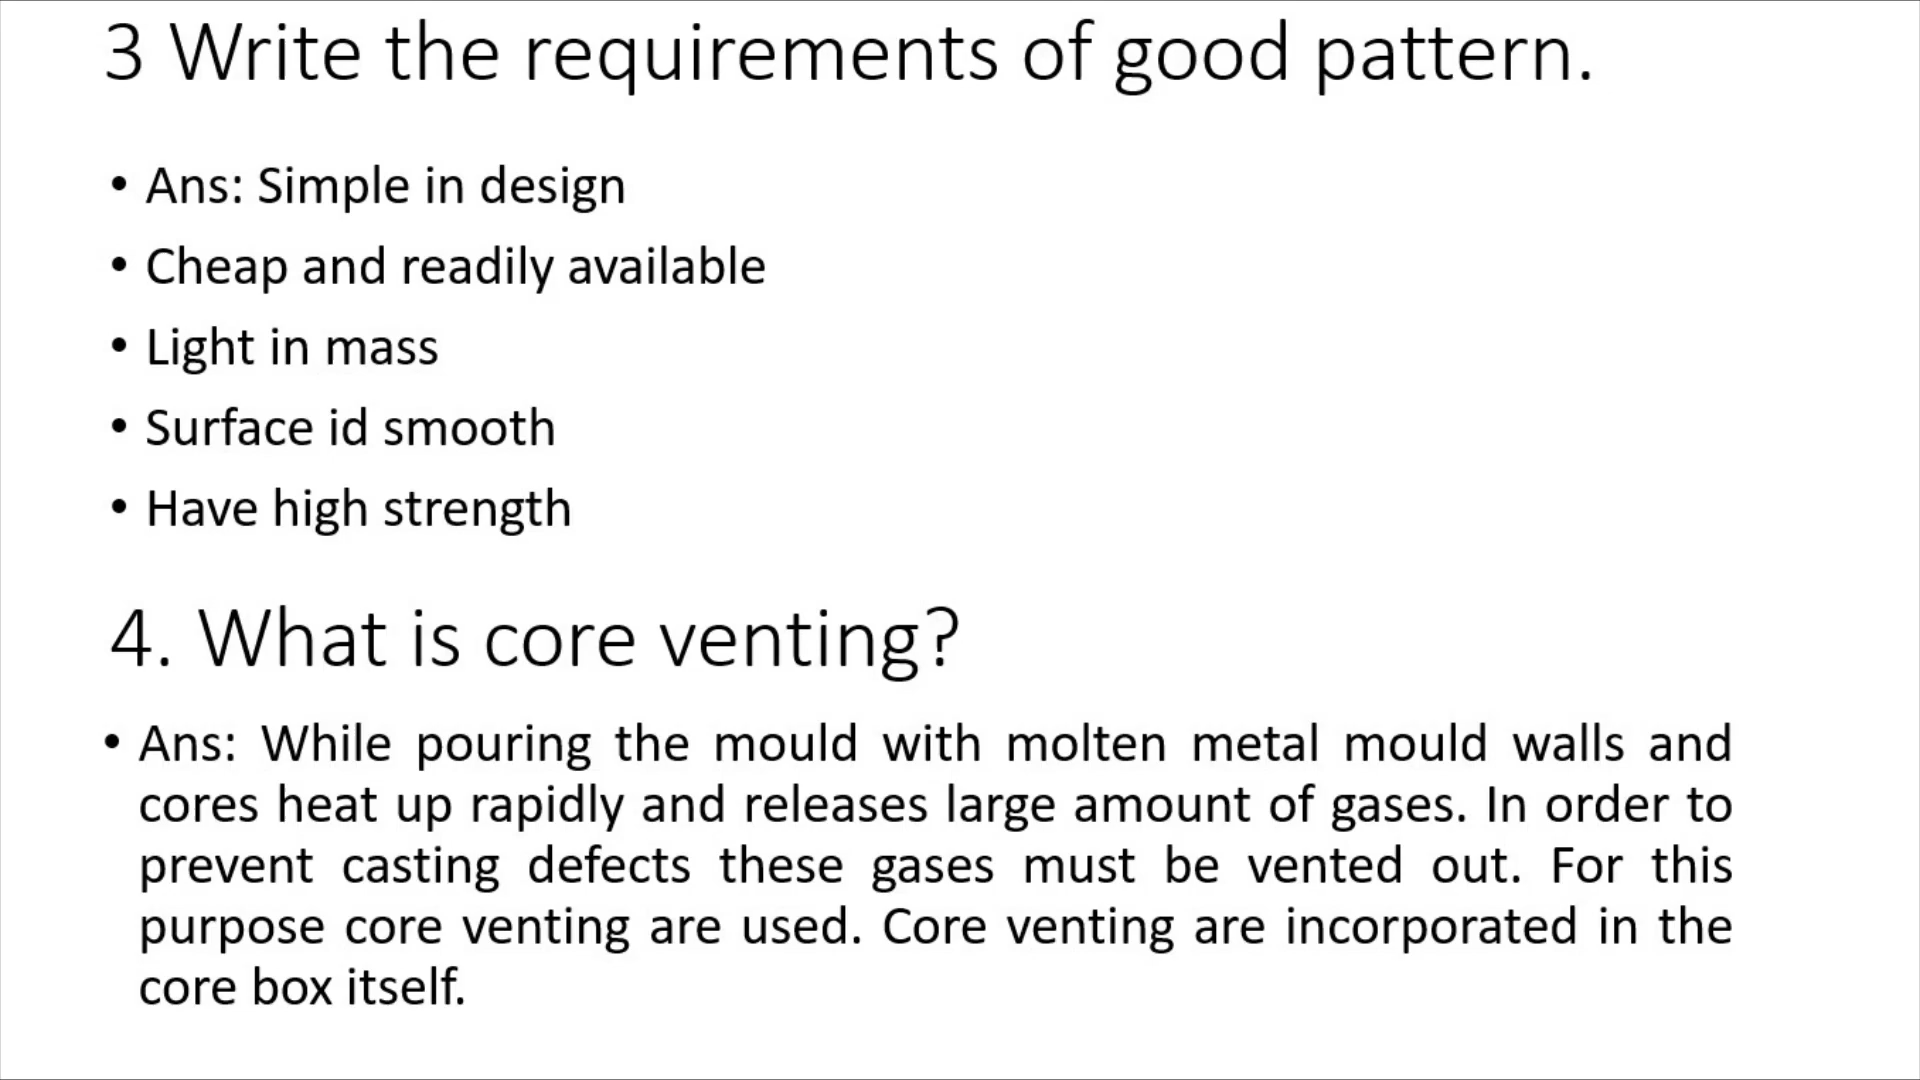 3 Write the requirements of good pattern.
• Ans: Simple in design
• Cheap and readily available
• Light in mass
• Surface id smooth
• Have high strength
4. What is core venting?
• Ans: While pouring the mould with molten metal mould walls and
cores heat up rapidly and releases large amount of gases. In order to
prevent casting defects these gases must be vented out. For this
purpose core venting are used. Core venting are incorporated in the
core box itself.